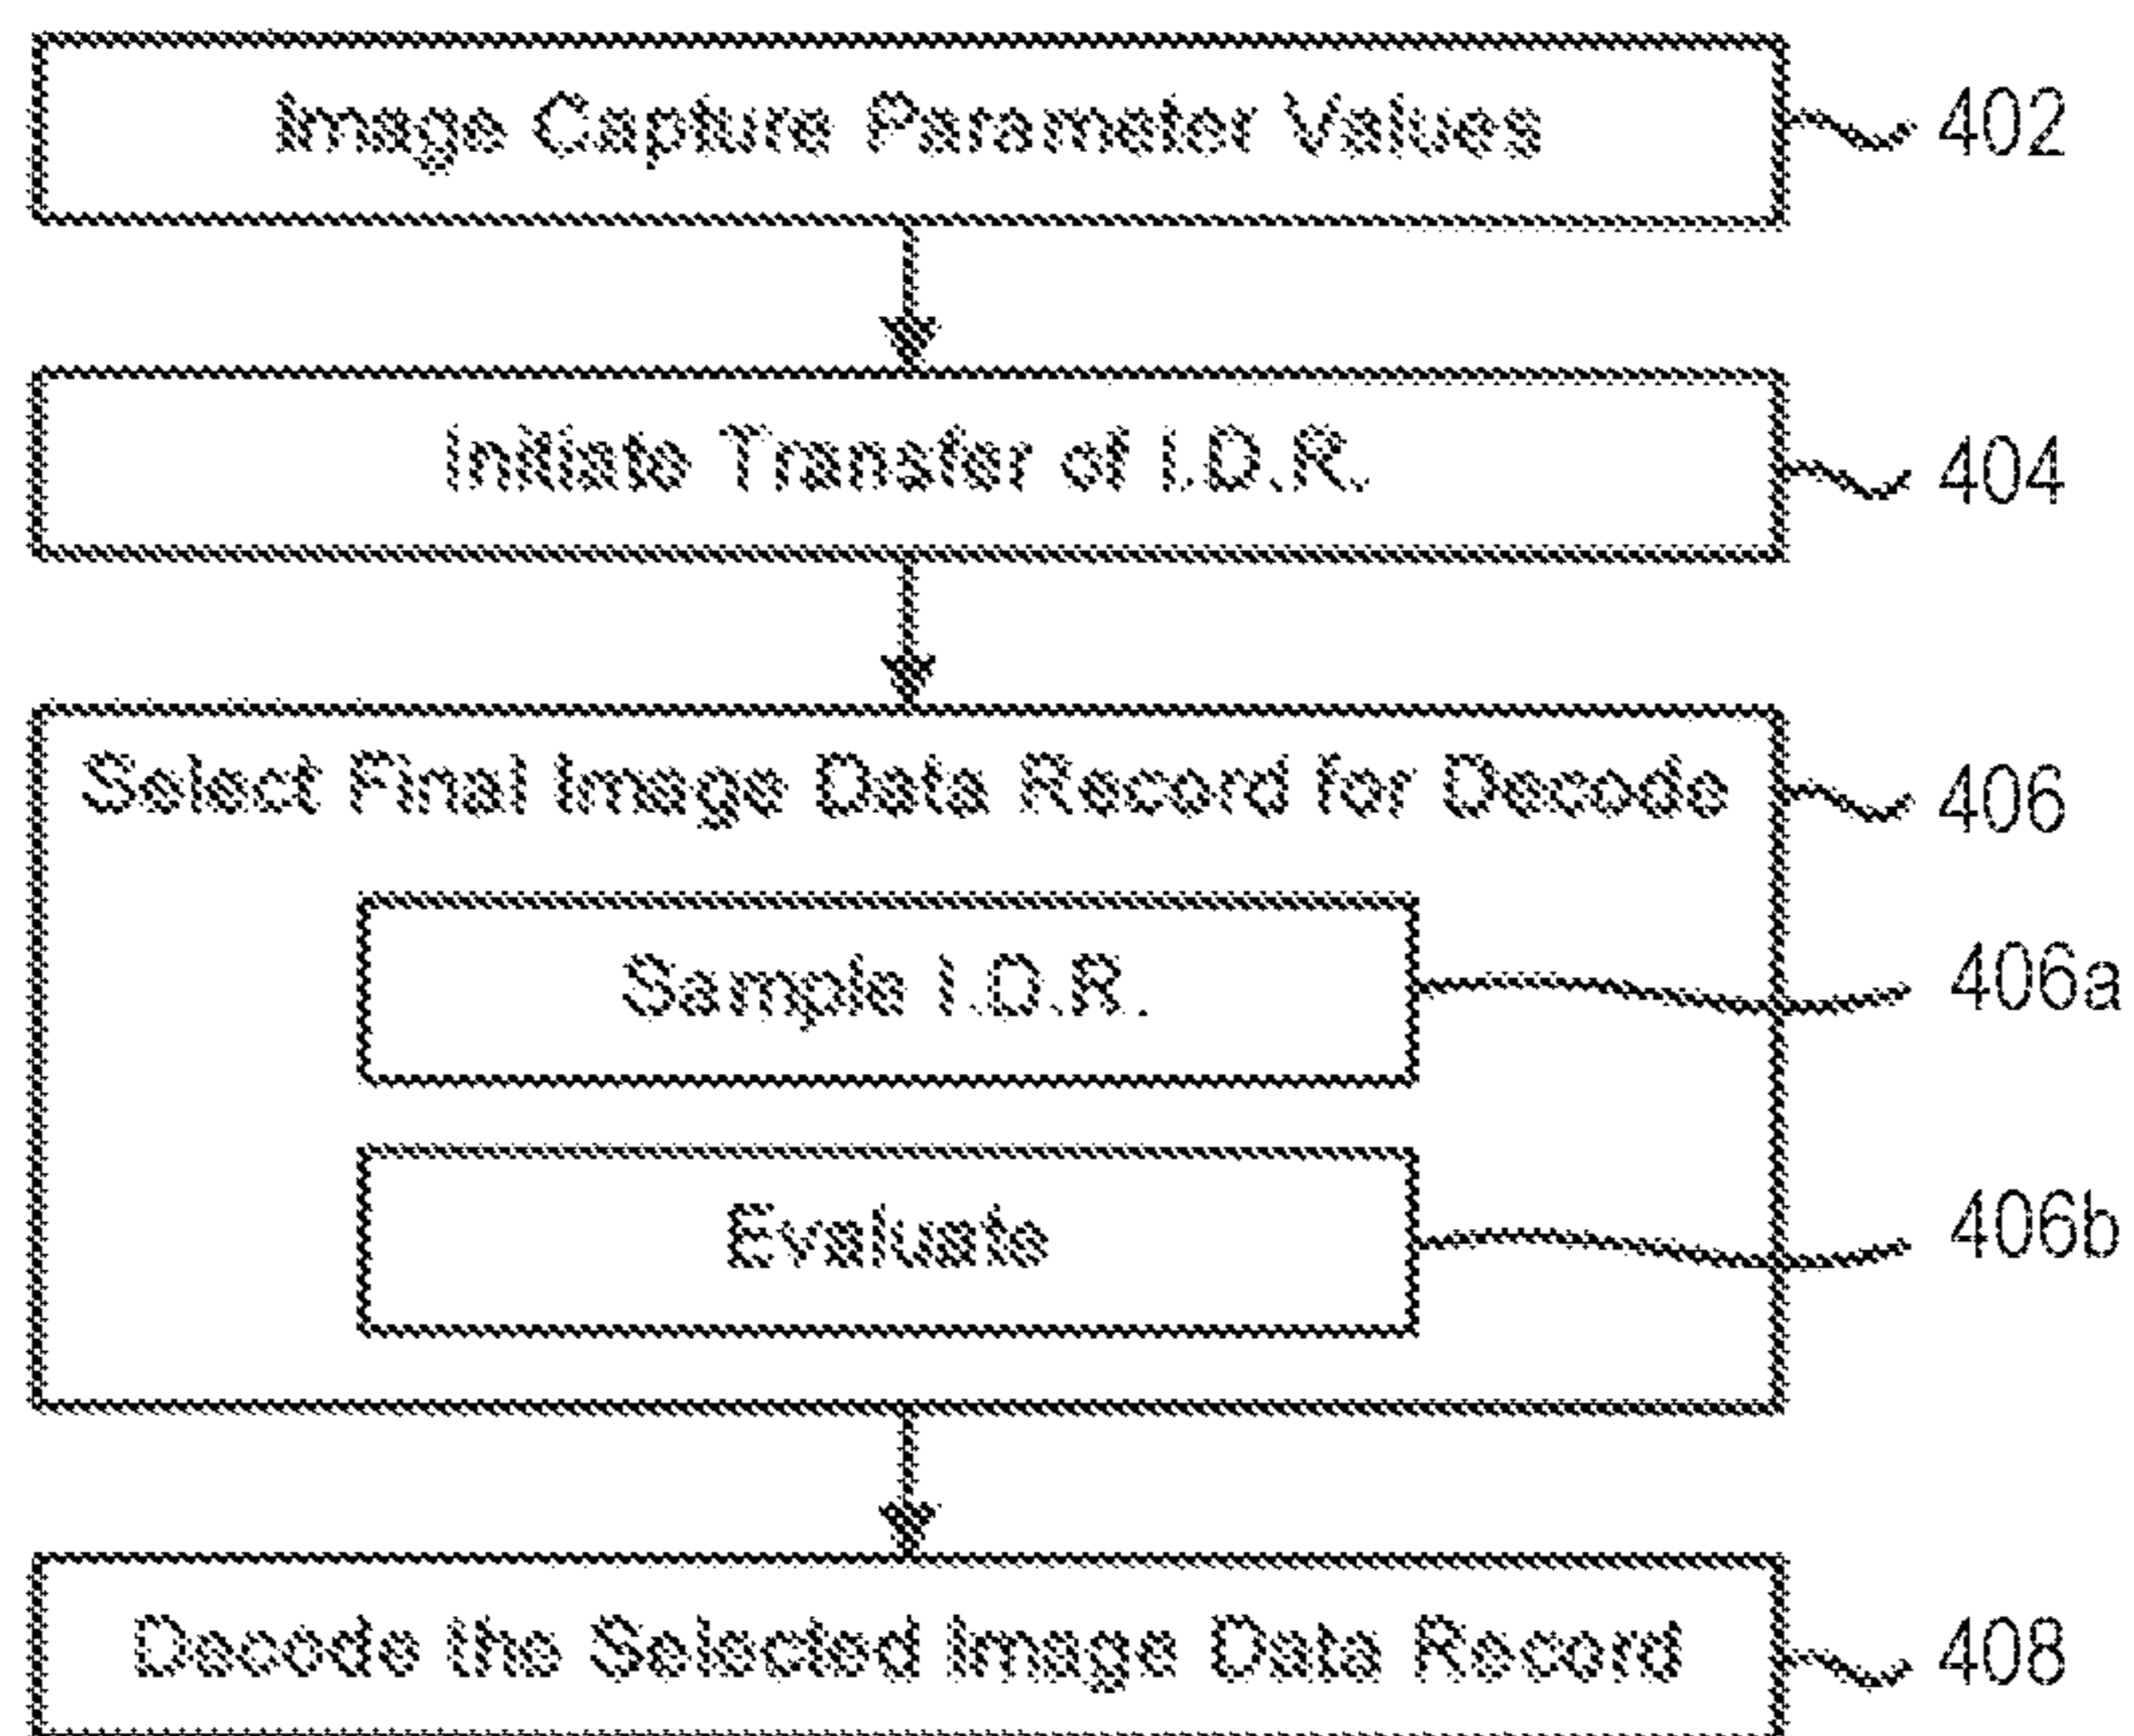 Image Capture Parameter Values 402
Initiate Transfer of I.D.R. 404
Select Final Image Data Record for Decode 406
Sample I.D.R. 406a
Evaluate 406b
Decode the Selected Image Data Record 408